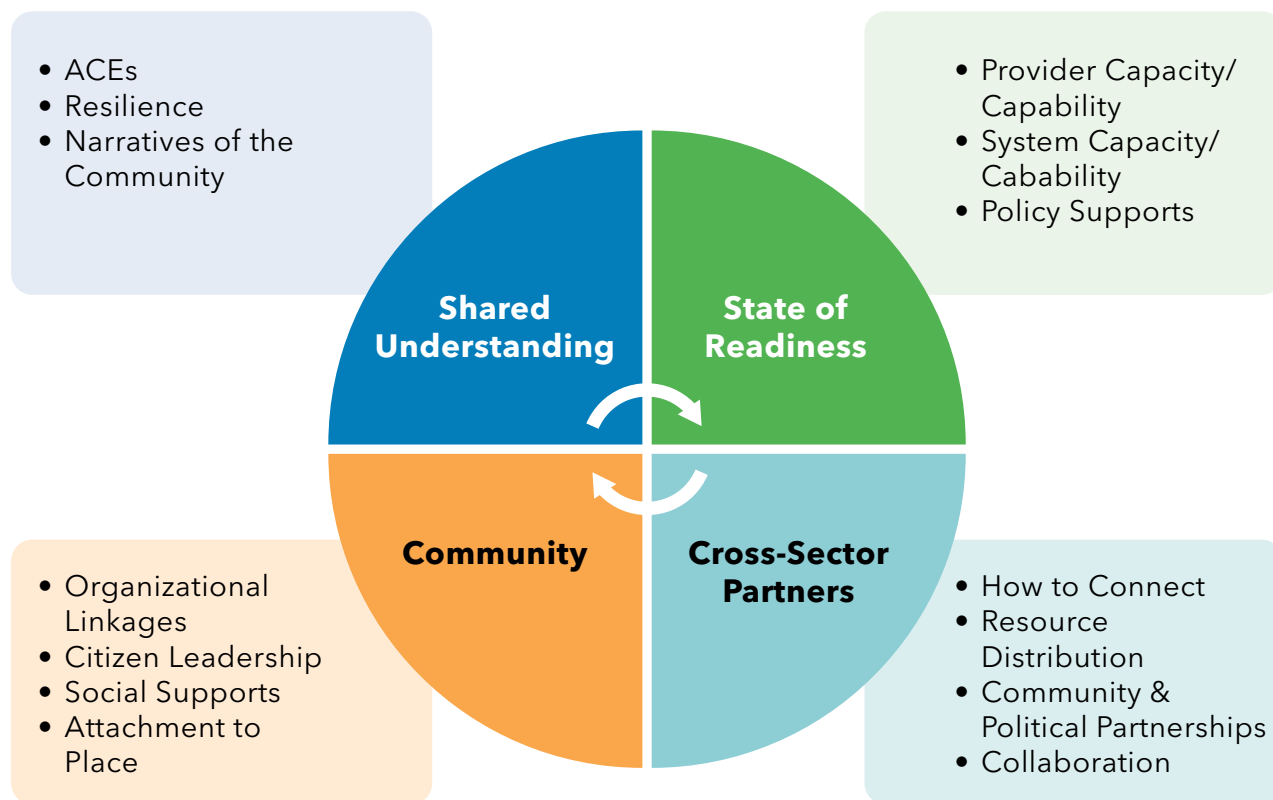 • ACEs
• Resilience
• Narratives of the
Community
• Provider Capacity/
Capability
• System Capacity/
Cabability
• Policy Supports
Shared
Understanding
State of
Readiness
Community
Cross-Sector
Partners
• Organizational
Linkages
• Citizen Leadership
• Social Supports
• Attachment to
Place
• How to Connect
• Resource
Distribution
• Community &
Political Partnerships
• Collaboration